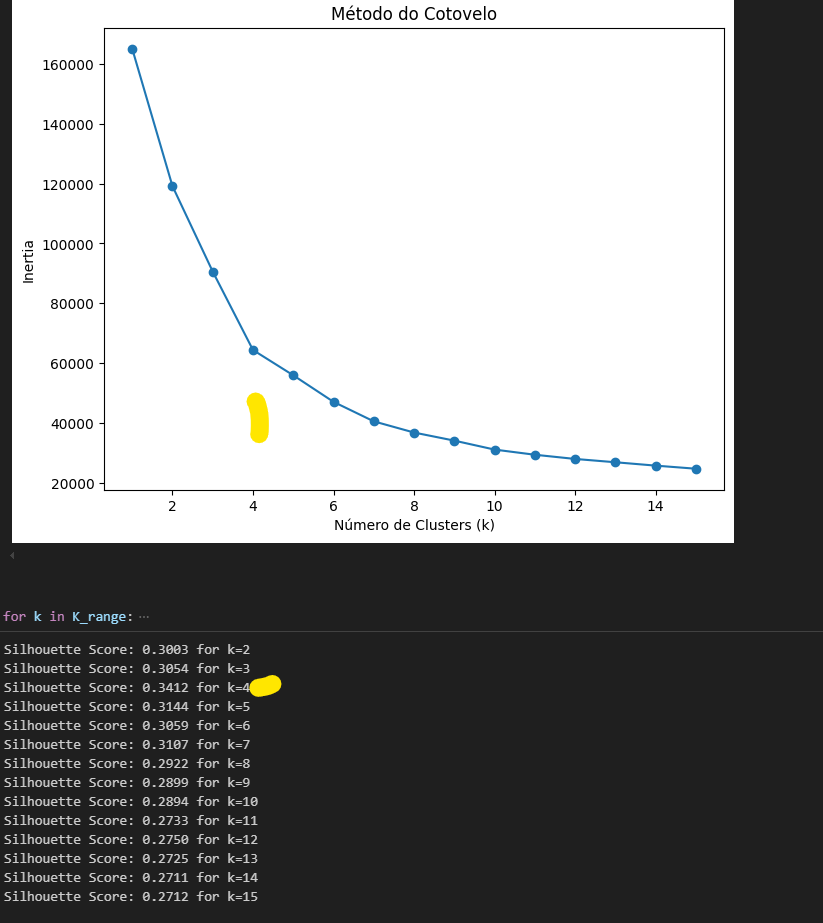 Método do Cotovelo
160000
140000
120000
100000
80000
60000
40000
20000
Inertia
2 4 6 8 10 12 14
Número de Clusters (k)
for k in K_range: ···
Silhouette Score: 0.3003 for k=2
Silhouette Score: 0.3054 for k=3
Silhouette Score: 0.3412 for k=4
Silhouette Score: 0.3144 for k=5
Silhouette Score: 0.3059 for k=6
Silhouette Score: 0.3107 for k=7
Silhouette Score: 0.2922 for k=8
Silhouette Score: 0.2899 for k=9
Silhouette Score: 0.2894 for k=10
Silhouette Score: 0.2733 for k=11
Silhouette Score: 0.2750 for k=12
Silhouette Score: 0.2725 for k=13
Silhouette Score: 0.2711 for k=14
Silhouette Score: 0.2712 for k=15